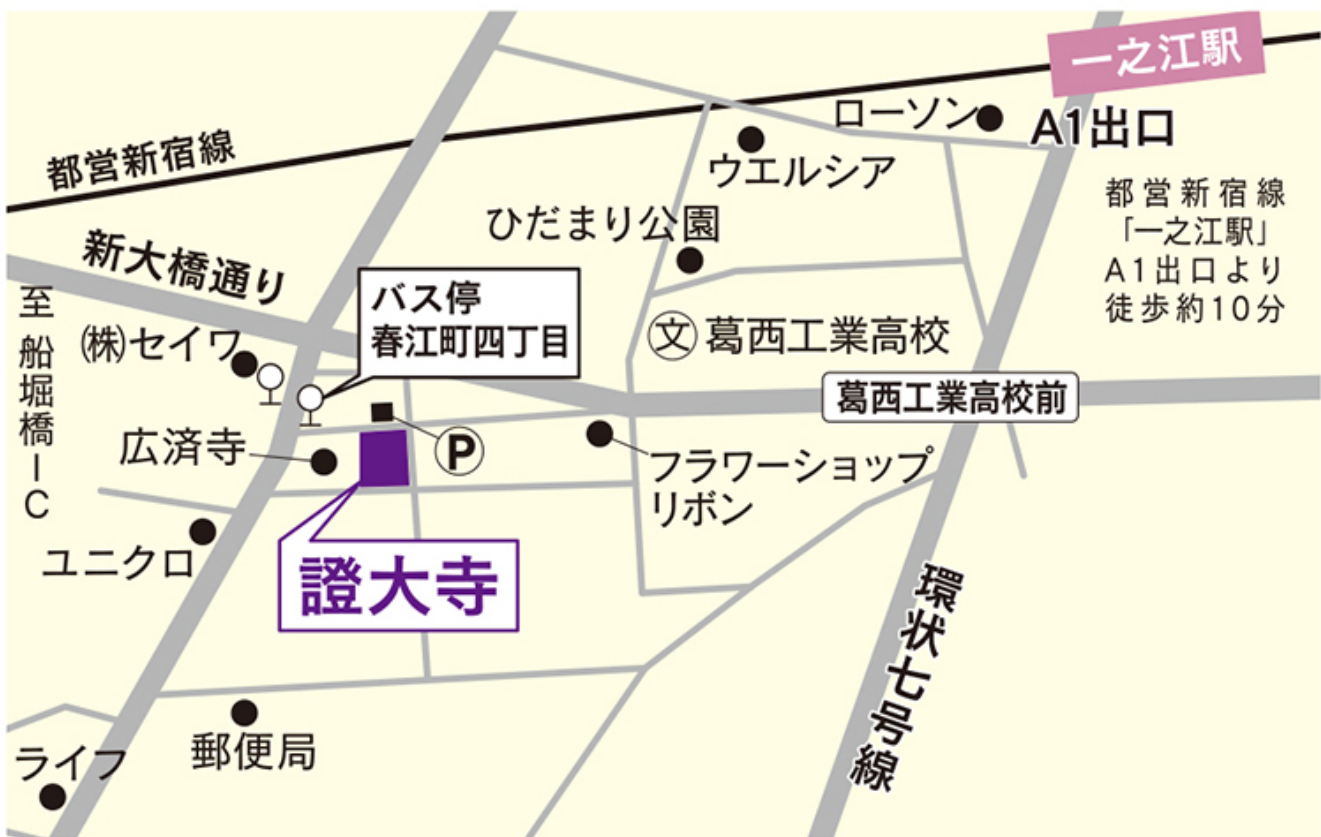 一之江駅
ローソン
A1出口
都営新宿線
ウエルシア
都営新宿線
「一之江駅」
A1出口より
徒歩約10分
ひだまり公園
新大橋通り
バス停
春江町四丁目
至 船堀橋IC
(株)セイワ
文 葛西工業高校
葛西工業高校前
広済寺
P
フラワーショップ
リボン
ユニクロ
證大寺
環状七号線
郵便局
ライフ